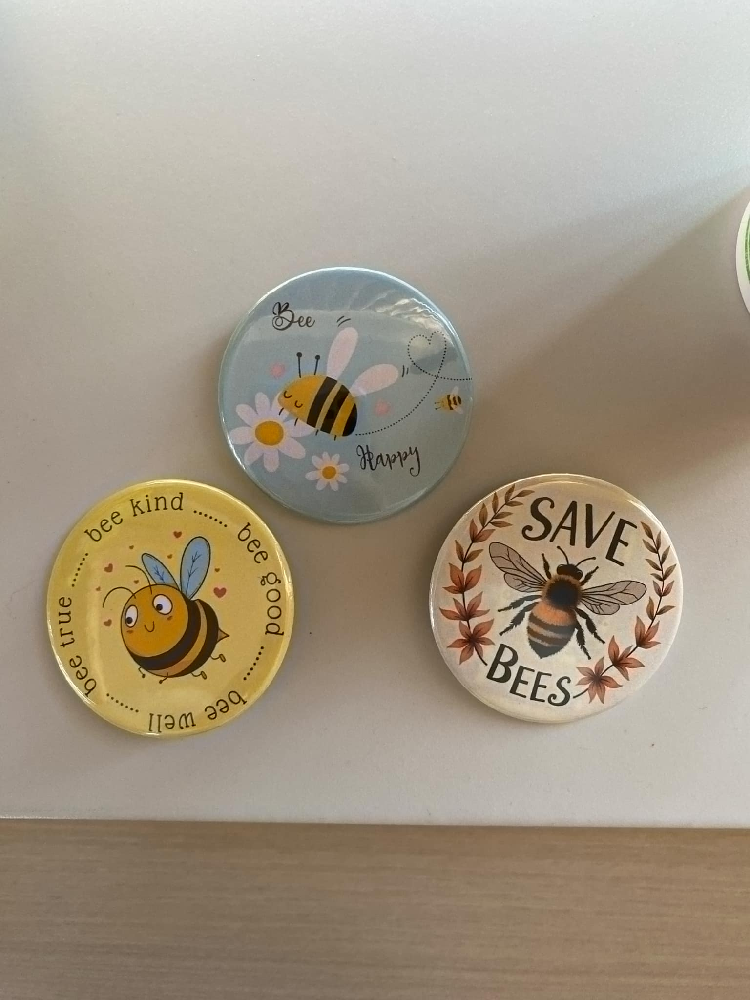 Bee
Happy
bee kind ....... bee good ....... bee well ....... bee true .......
SAVE
BEES